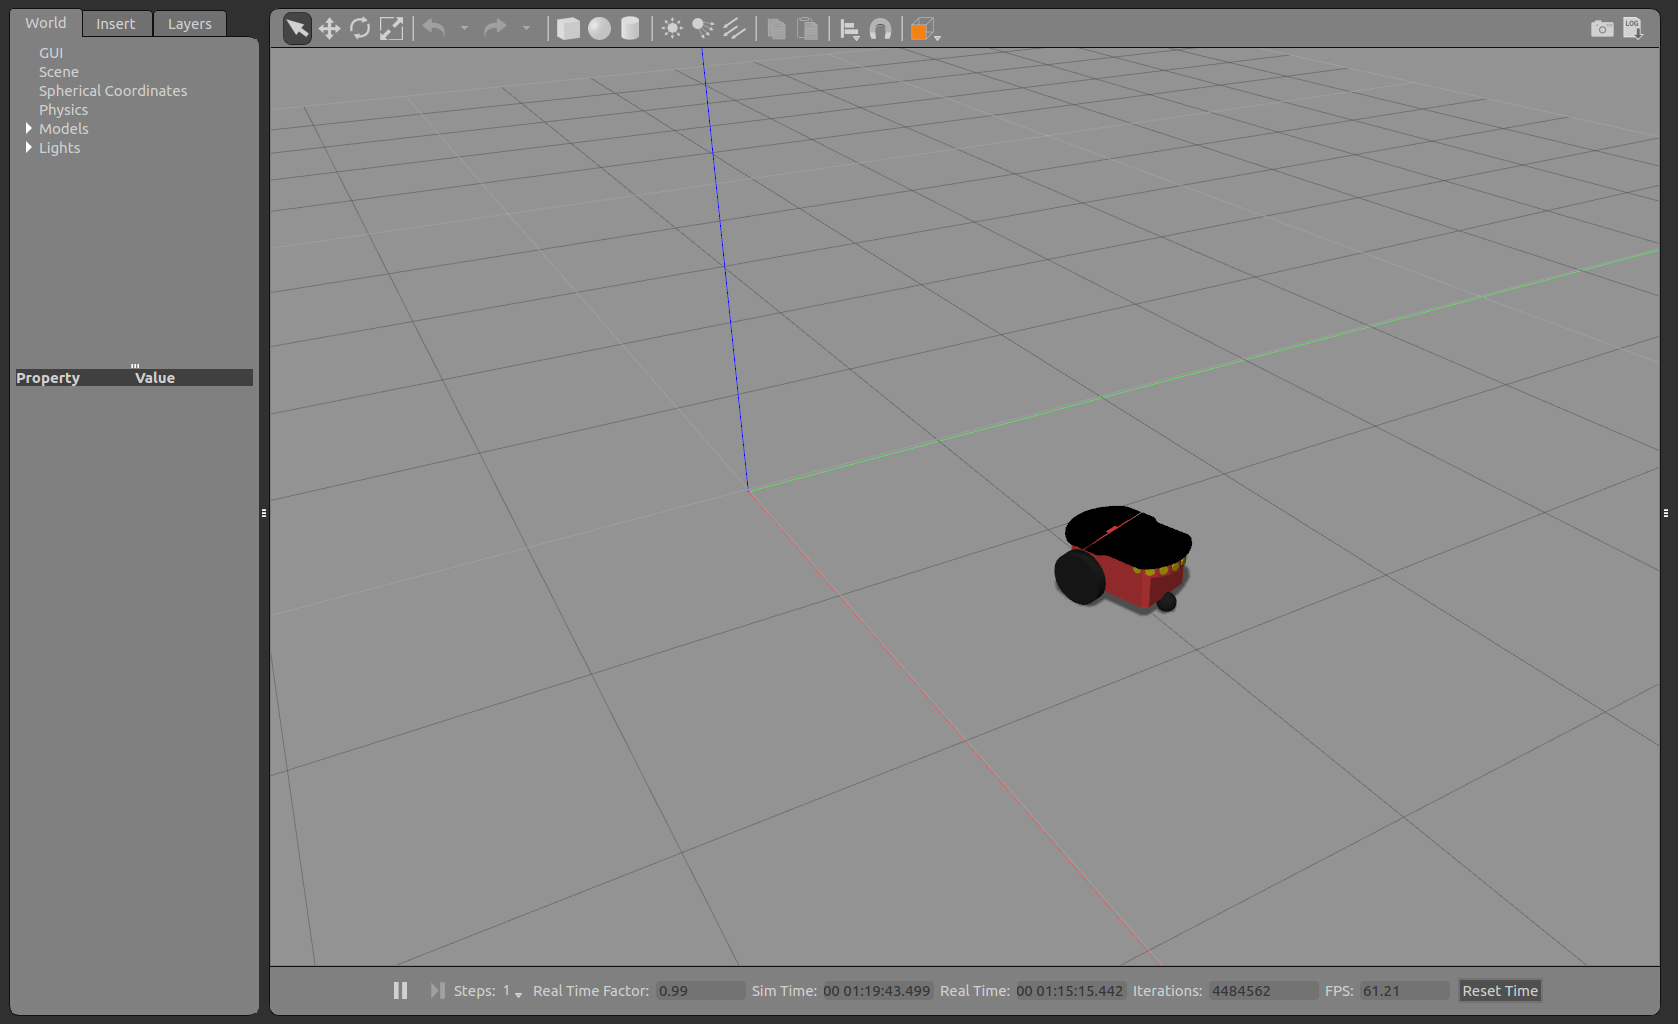 World Insert Layers
GUI
Scene
Spherical Coordinates
Physics
Models
Lights
Property Value
LOG
Steps: 1 Real Time Factor: 0.99 Sim Time: 00 01:19:43.499 Real Time: 00 01:15:15.442 Iterations: 4484562 FPS: 61.21 Reset Time